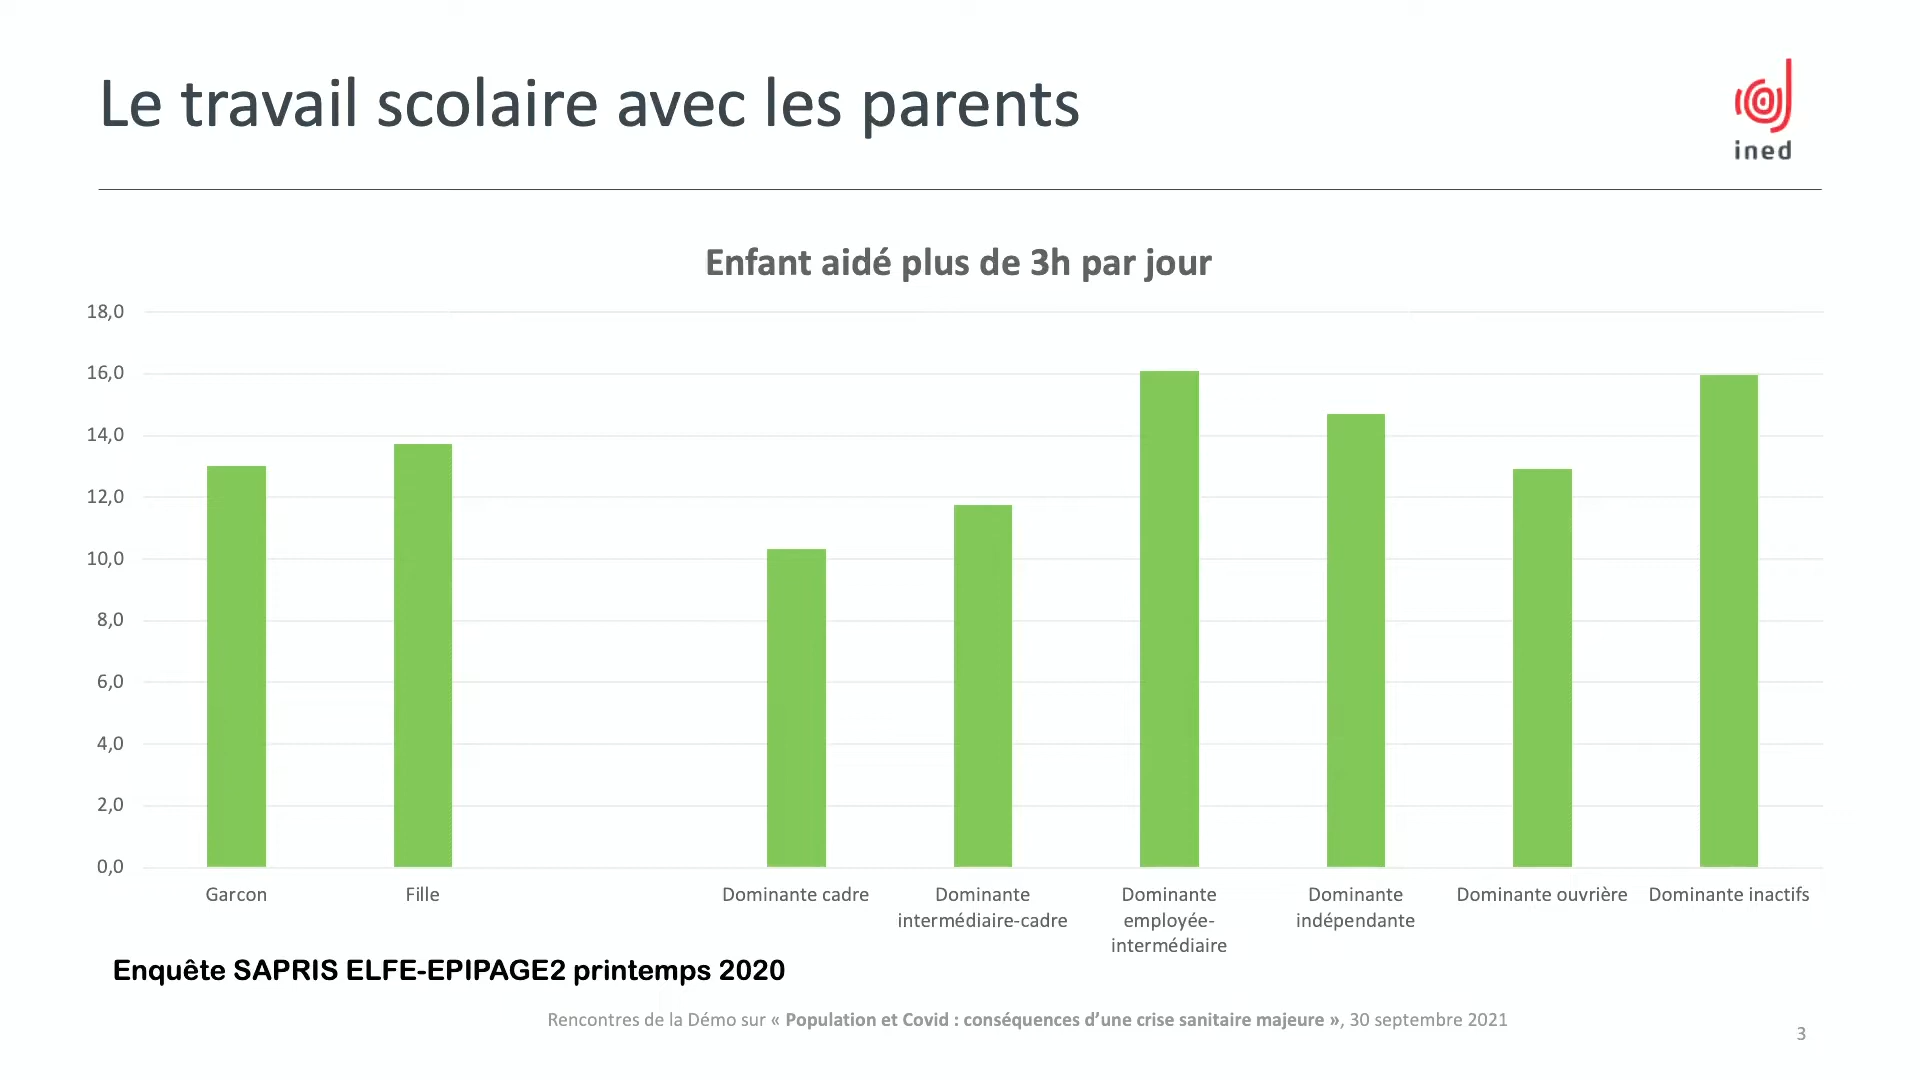 Le travail scolaire avec les parents
ined
Enfant aidé plus de 3h par jour
18,0
16,0
14,0
12,0
10,0
8,0
6,0
4,0
2,0
0,0
Garcon
Fille
Dominante cadre
Dominante
intermédiaire-cadre
Dominante
employée-
intermédiaire
Dominante
indépendante
Dominante ouvrière
Dominante inactifs
Enquête SAPRIS ELFE-EPIPAGE2 printemps 2020
Rencontres de la Démo sur « Population et Covid : conséquences d’une crise sanitaire majeure », 30 septembre 2021
3